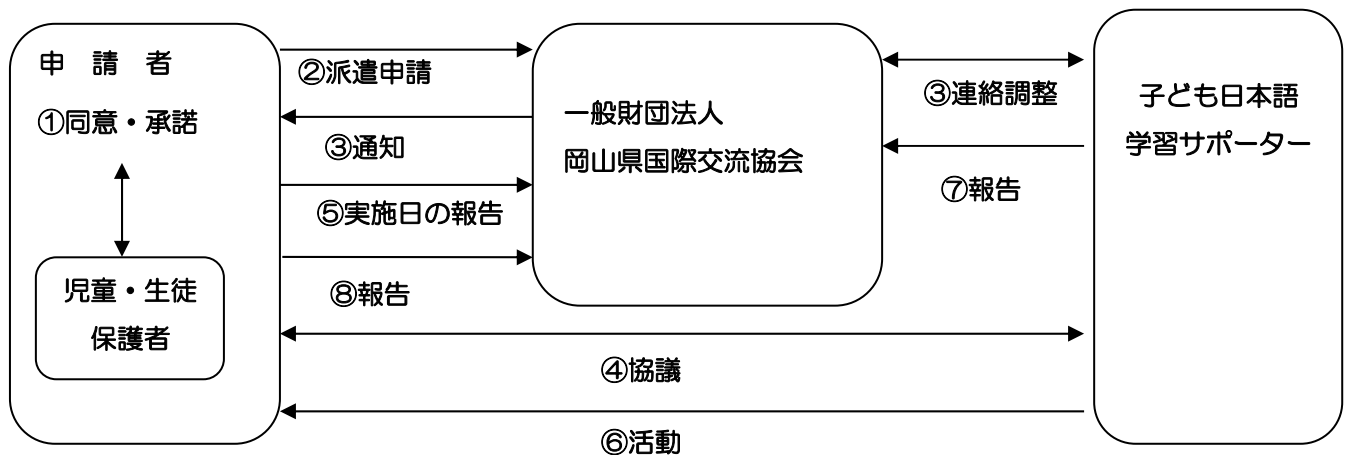 申　請　者
①同意・承諾
児童・生徒
保護者
②派遣申請
③通知
⑤実施日の報告
⑧報告
一般財団法人
岡山県国際交流協会
③連絡調整
⑦報告
子ども日本語
学習サポーター
④協議
⑥活動